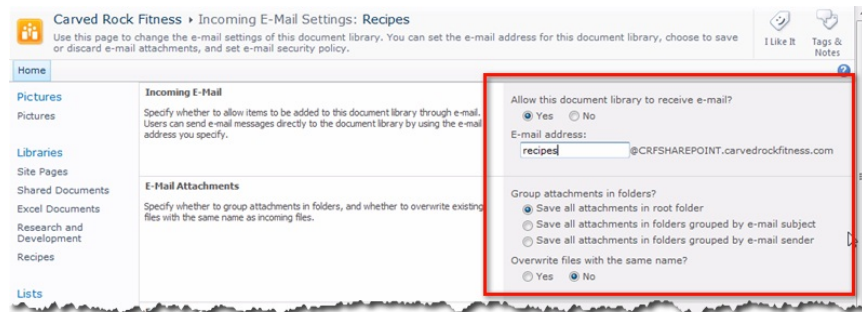 Carved Rock Fitness ▸ Incoming E-Mail Settings: Recipes
Use this page to change the e-mail settings of this document library. You can set the e-mail address for this document library, choose to save
or discard e-mail attachments, and set e-mail security policy.
I Like It
Tags &
Notes
Home
Pictures
Pictures
Libraries
Site Pages
Shared Documents
Excel Documents
Research and
Development
Recipes
Lists
Incoming E-Mail
Specify whether to allow items to be added to this document library through e-mail.
Users can send e-mail messages directly to the document library by using the e-mail
address you specify.
Allow this document library to receive e-mail?
Yes No
E-mail address:
recipes @CRFSHAREPOINT.carvedrockfitness.com
E-Mail Attachments
Specify whether to group attachments in folders, and whether to overwrite existing
files with the same name as incoming files.
Group attachments in folders?
Save all attachments in root folder
Save all attachments in folders grouped by e-mail subject
Save all attachments in folders grouped by e-mail sender
Overwrite files with the same name?
Yes No